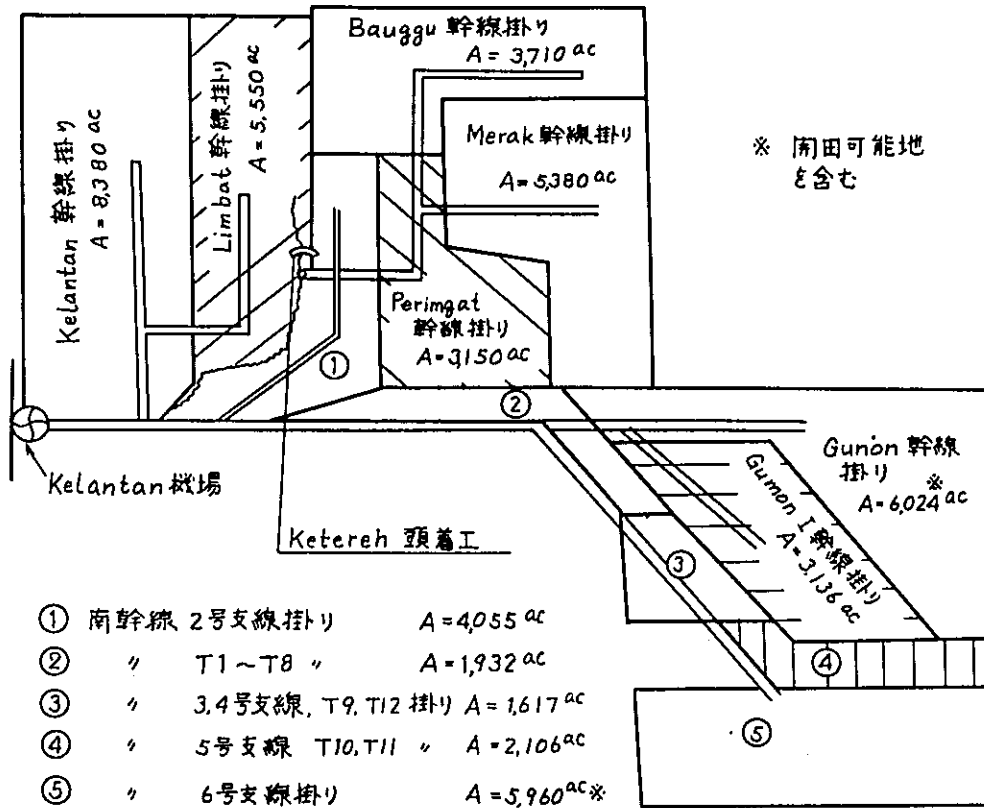 Bauggu 幹線掛り
A = 3,710 ac
Kelantan 幹線掛り
A = 8,380 ac
Limbat 幹線掛り
A = 5,550 ac
Merak 幹線掛り
A = 5,380 ac
※ 開田可能地
を含む
Perimgat
幹線掛り
A = 3,150 ac
①
②
Gunon 幹線
掛り ※
A = 6,024 ac
Gumon I 幹線掛り
A = 3,136 ac
Kelantan 機場
Ketereh 頭着工
③
④
⑤
① 南幹線 2号支線掛り A = 4,055 ac
② 〃 T1～T8 〃 A = 1,932 ac
③ 〃 3,4号支線, T9, T12 掛り A = 1,617 ac
④ 〃 5号支線 T10, T11 〃 A = 2,106 ac
⑤ 〃 6号支線掛り A = 5,960 ac ※